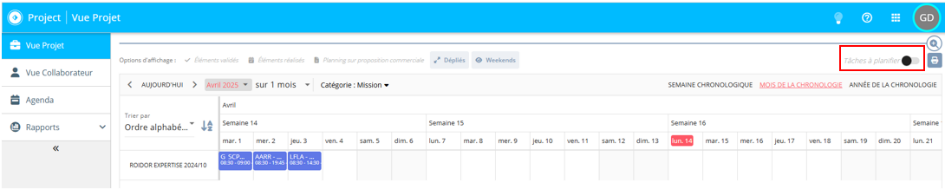 Project | Vue Projet
GD
Vue Projet
Vue Collaborateur
Agenda
Rapports
«
Options d'affichage : Éléments validés Éléments réalisés Planning sur proposition commerciale Dépliés Weekends
Tâches à planifier
AUJOURD'HUI Avril 2025 sur 1 mois Catégorie : Mission
SEMAINE CHRONOLOGIQUE MOIS DE LA CHRONOLOGIE ANNÉE DE LA CHRONOLOGIE
Avril
Trier par
Ordre alphabé...
Semaine 14 Semaine 15 Semaine 16 Semaine
mar. 1 mer. 2 jeu. 3 ven. 4 sam. 5 dim. 6 lun. 7 mar. 8 mer. 9 jeu. 10 ven. 11 sam. 12 dim. 13 lun. 14 mar. 15 mer. 16 jeu. 17 ven. 18 sam. 19 dim. 20 lun. 21
ROIDOR EXPERTISE 2024/10
G SCP... AARR - ... LFLA - ...
08:30 - 09:00 08:30 - 19:45 08:30 - 14:30